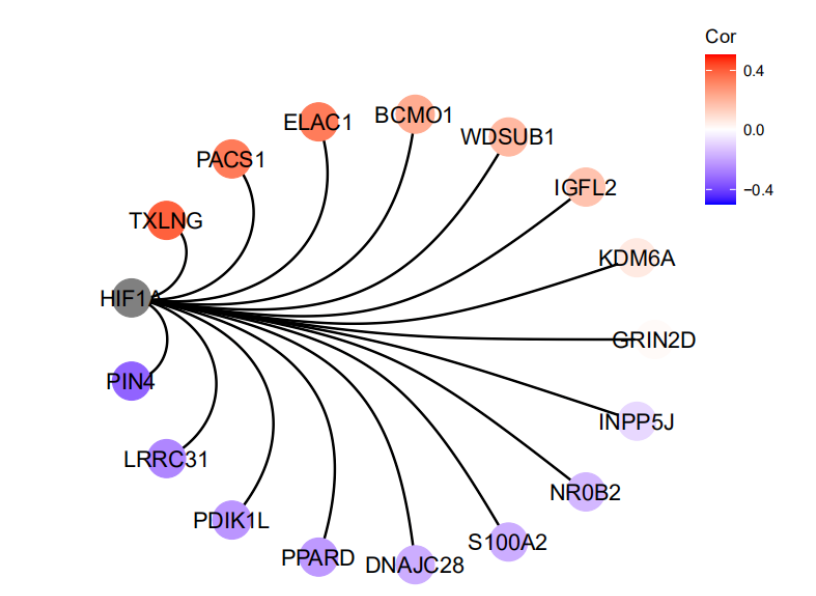 Cor
0.4
0.0
−0.4
BCMO1
ELAC1
WDSUB1
PACS1
IGFL2
TXLNG
KDM6A
HIF1A
GRIN2D
PIN4
INPP5J
LRRC31
NR0B2
PDIK1L
S100A2
PPARD
DNAJC28